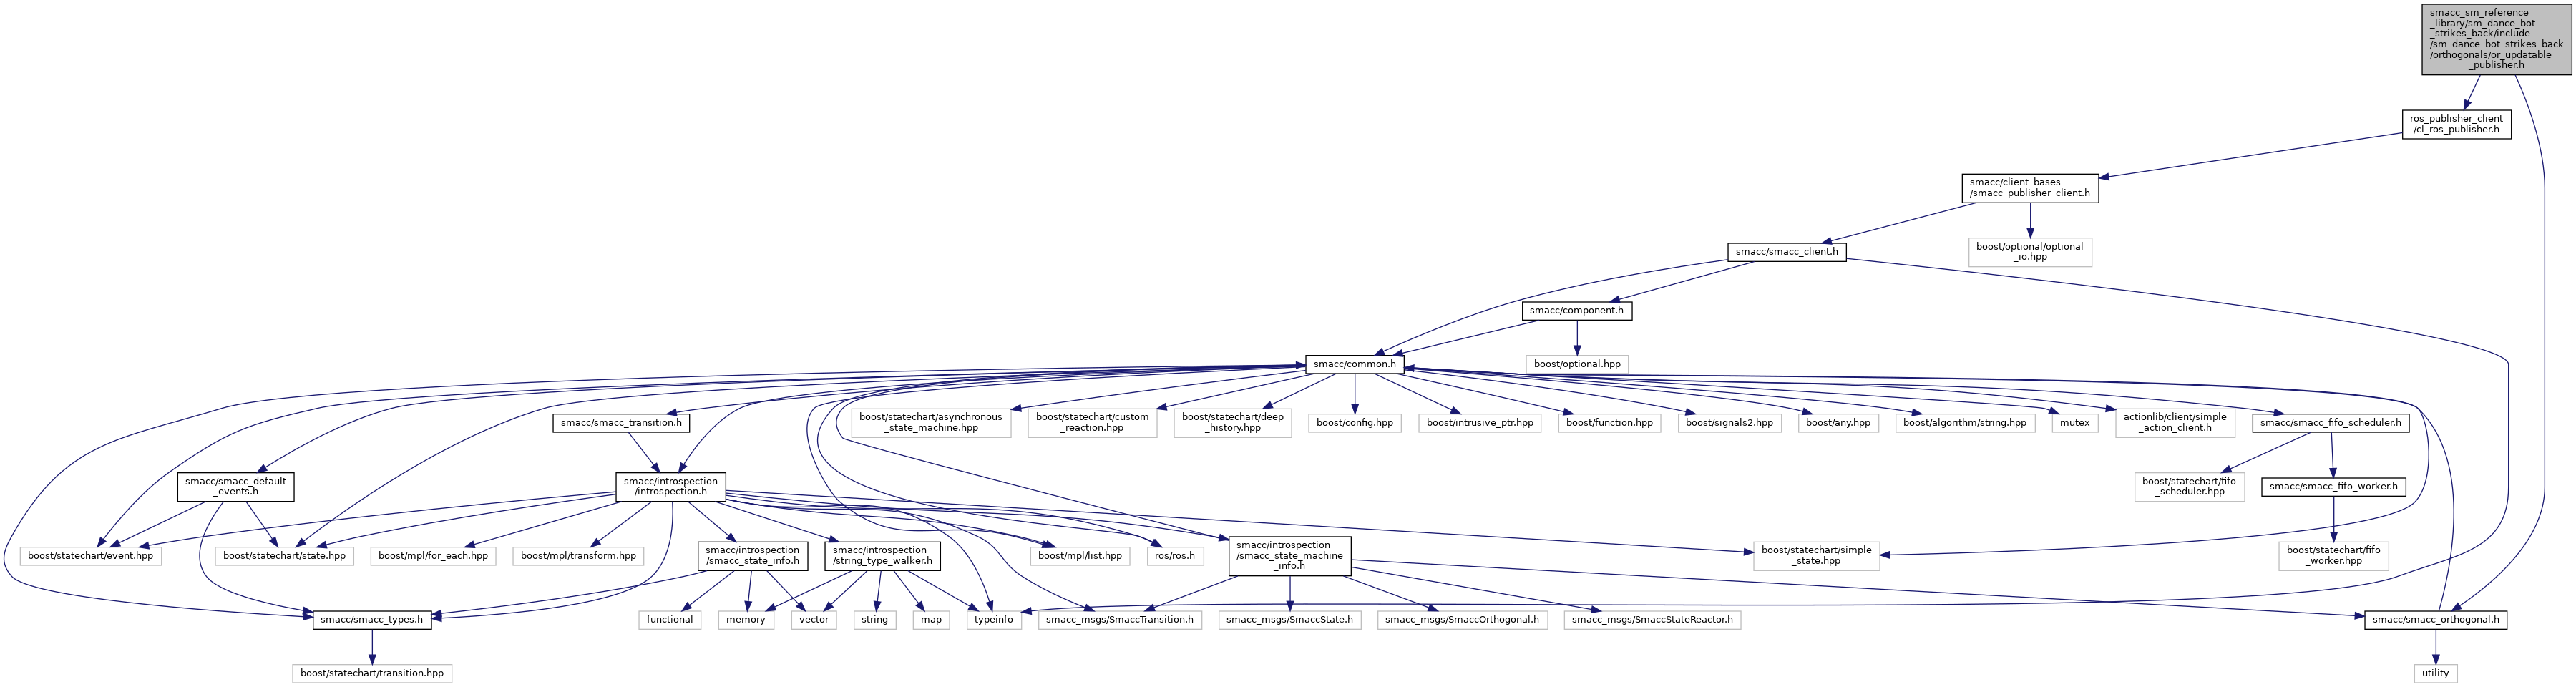 smacc_sm_reference
_library/sm_dance_bot
_strikes_back/include
/sm_dance_bot_strikes_back
/orthogonals/or_updatable
_publisher.h
ros_publisher_client
/cl_ros_publisher.h
smacc/client_bases
/smacc_publisher_client.h
smacc/smacc_client.h
boost/optional/optional
_io.hpp
smacc/component.h
smacc/common.h
boost/optional.hpp
smacc/smacc_transition.h
boost/statechart/asynchronous
_state_machine.hpp
boost/statechart/custom
_reaction.hpp
boost/statechart/deep
_history.hpp
boost/config.hpp
boost/intrusive_ptr.hpp
boost/function.hpp
boost/signals2.hpp
boost/any.hpp
boost/algorithm/string.hpp
mutex
actionlib/client/simple
_action_client.h
smacc/smacc_fifo_scheduler.h
smacc/smacc_default
_events.h
smacc/introspection
/introspection.h
boost/statechart/fifo
_scheduler.hpp
smacc/smacc_fifo_worker.h
boost/statechart/event.hpp
boost/statechart/state.hpp
boost/mpl/for_each.hpp
boost/mpl/transform.hpp
smacc/introspection
/smacc_state_info.h
smacc/introspection
/string_type_walker.h
boost/mpl/list.hpp
ros/ros.h
smacc/introspection
/smacc_state_machine
_info.h
boost/statechart/simple
_state.hpp
boost/statechart/fifo
_worker.hpp
smacc/smacc_types.h
functional
memory
vector
string
map
typeinfo
smacc_msgs/SmaccTransition.h
smacc_msgs/SmaccState.h
smacc_msgs/SmaccOrthogonal.h
smacc_msgs/SmaccStateReactor.h
smacc/smacc_orthogonal.h
boost/statechart/transition.hpp
utility